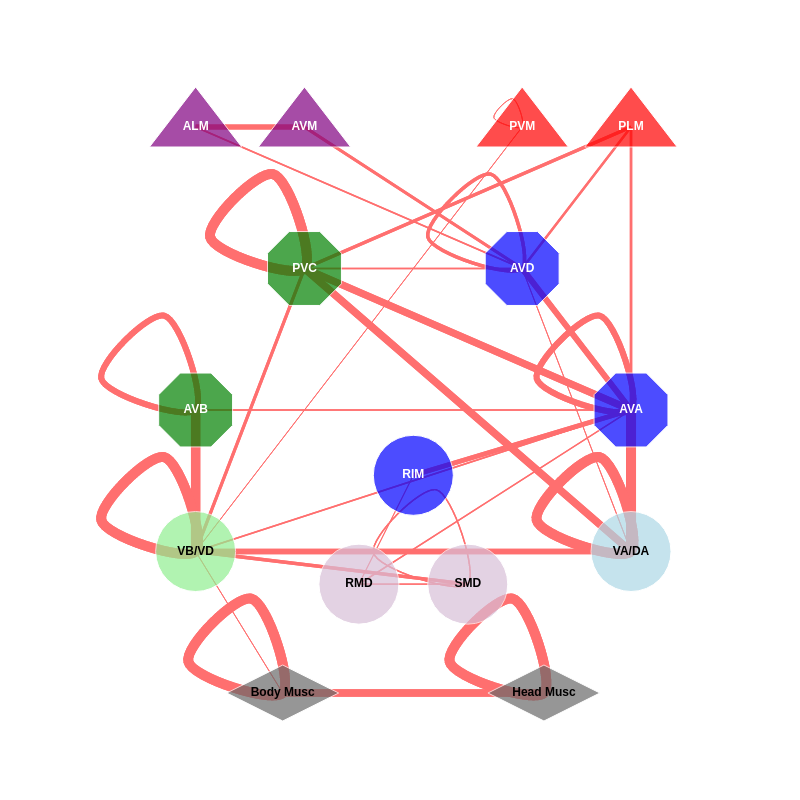 ALM
AVM
PVM
PLM
PVC
AVD
AVB
AVA
RIM
VB/VD
VA/DA
RMD
SMD
Body Musc
Head Musc